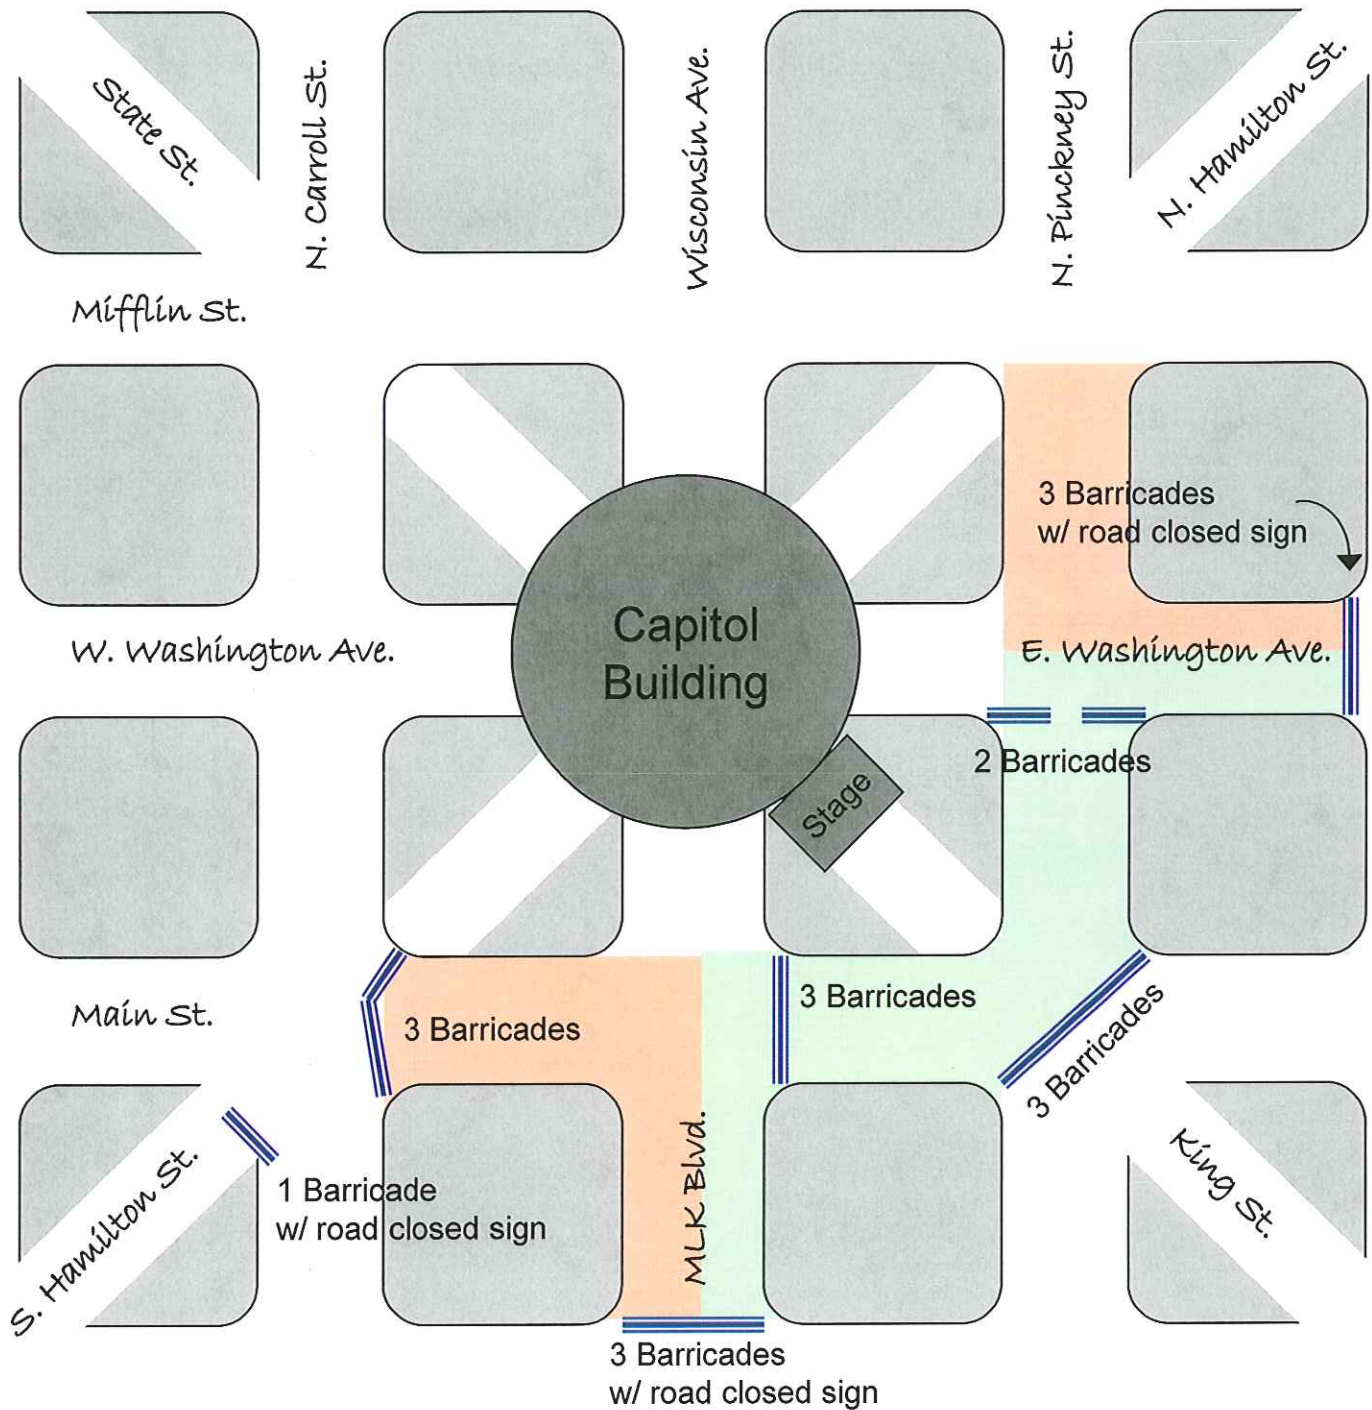 State St.
N. Carroll St.
Wisconsin Ave.
N. Pinckney St.
N. Hamilton St.
Mifflin St.
3 Barricades
w/ road closed sign
Capitol
Building
W. Washington Ave.
E. Washington Ave.
2 Barricades
Stage
Main St.
3 Barricades
3 Barricades
3 Barricades
MLK Blvd.
King St.
S. Hamilton St.
1 Barricade
w/ road closed sign
3 Barricades
w/ road closed sign